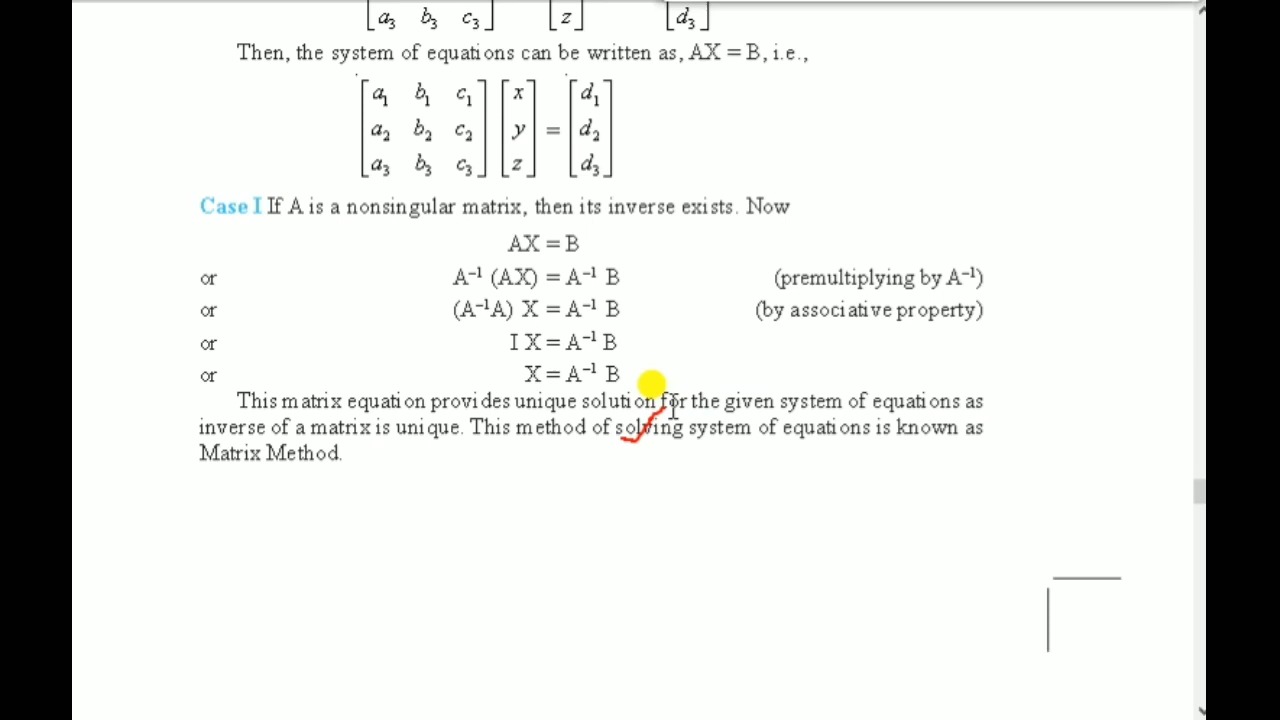 a₃ b₃ c₃ z d₃
Then, the system of equations can be written as, AX = B, i.e.,
a₁ b₁ c₁ x d₁
a₂ b₂ c₂ y = d₂
a₃ b₃ c₃ z d₃
Case I If A is a nonsingular matrix, then its inverse exists. Now
AX = B
or A⁻¹ (AX) = A⁻¹ B (premultiplying by A⁻¹)
or (A⁻¹A) X = A⁻¹ B (by associative property)
or I X = A⁻¹ B
or X = A⁻¹ B
This matrix equation provides unique solution for the given system of equations as
inverse of a matrix is unique. This method of solving system of equations is known as
Matrix Method.